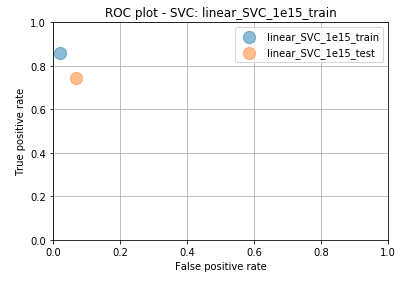 ROC plot - SVC: linear_SVC_1e15_train
linear_SVC_1e15_train
linear_SVC_1e15_test
True positive rate
1.0
0.8
0.6
0.4
0.2
0.0
0.0 0.2 0.4 0.6 0.8 1.0
False positive rate